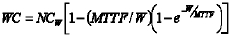 WC = NC_W [1 − (MTTF / W)(1 − e^{−W/MTTF})]